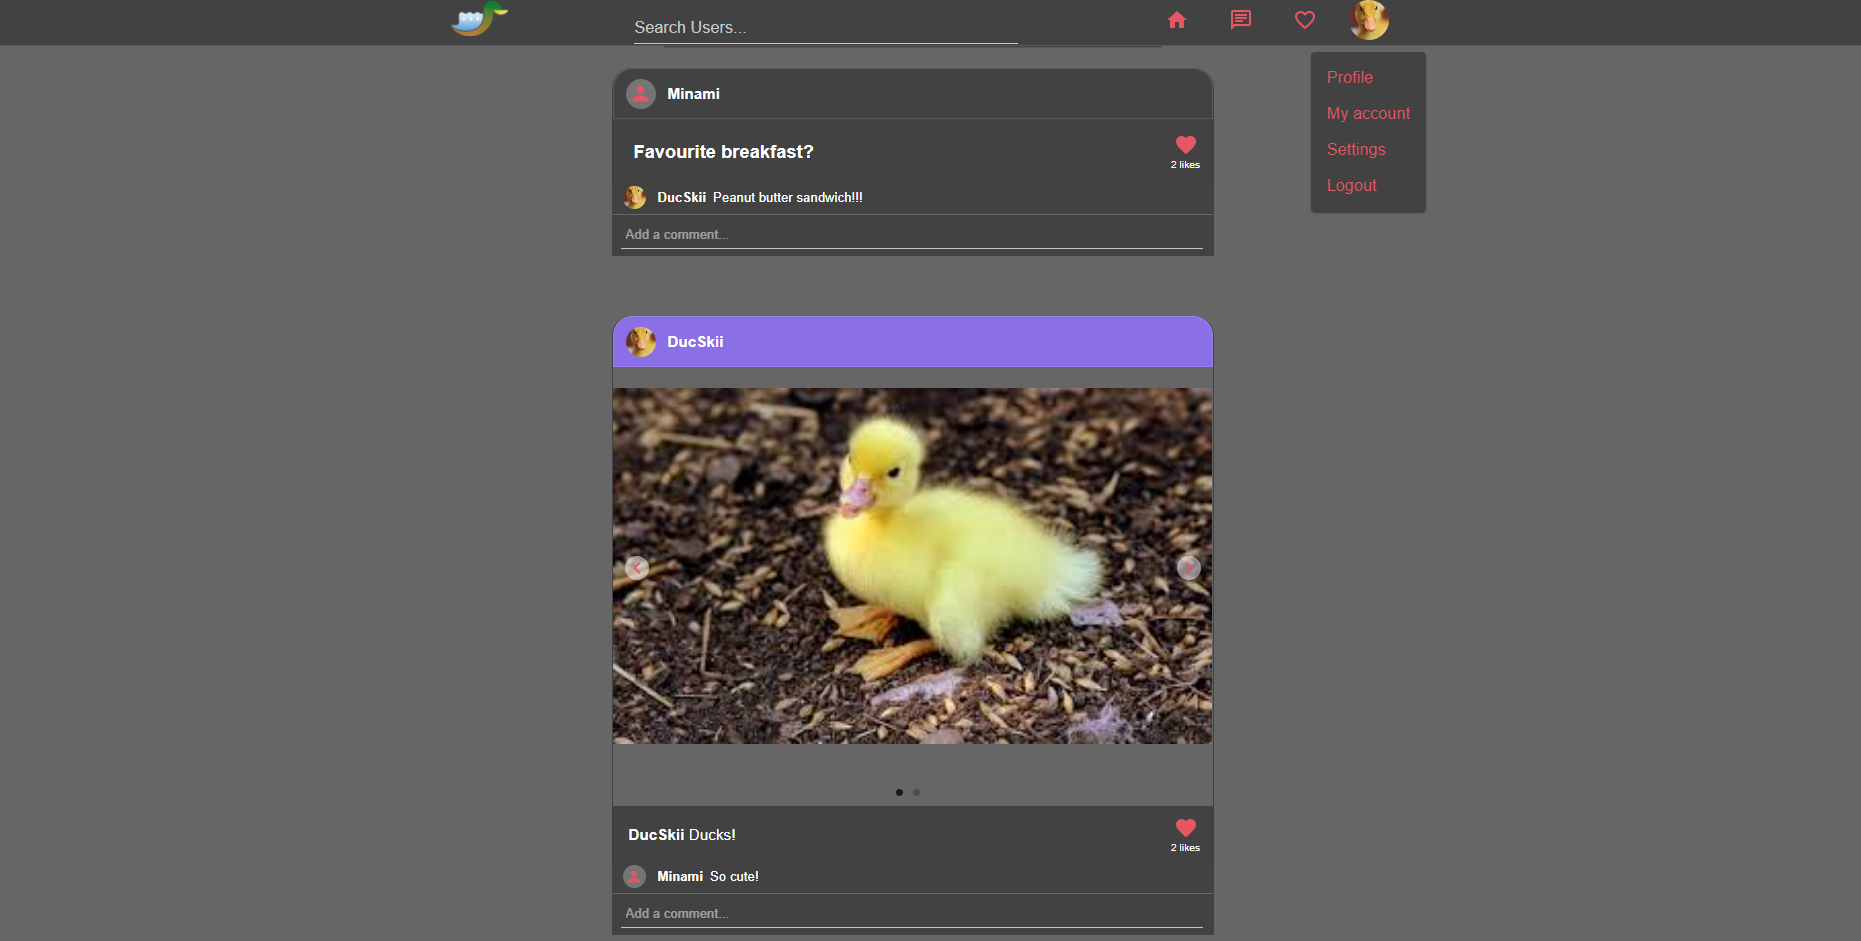 Search Users...
Profile
My account
Settings
Logout
Minami
Favourite breakfast?
2 likes
DucSkii Peanut butter sandwich!!!
Add a comment...
DucSkii
DucSkii Ducks!
2 likes
Minami So cute!
Add a comment...